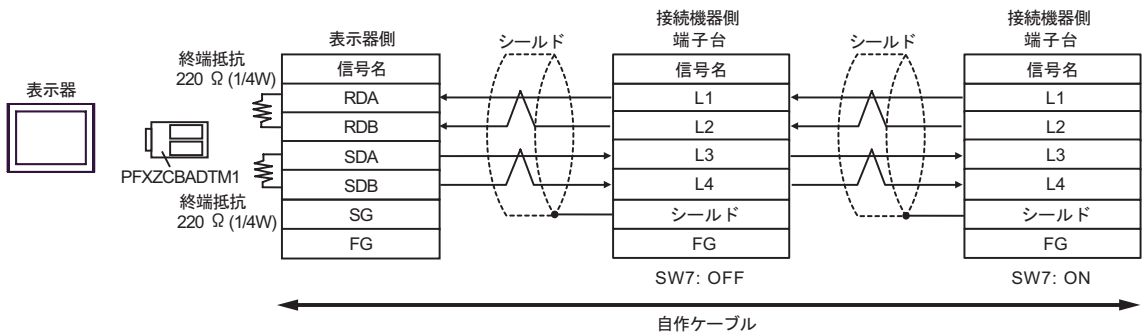 表示器
終端抵抗
220 Ω (1/4W)
PFXZCBADTM1
終端抵抗
220 Ω (1/4W)
表示器側
信号名
RDA
RDB
SDA
SDB
SG
FG
シールド
接続機器側
端子台
信号名
L1
L2
L3
L4
シールド
FG
SW7: OFF
シールド
接続機器側
端子台
信号名
L1
L2
L3
L4
シールド
FG
SW7: ON
自作ケーブル